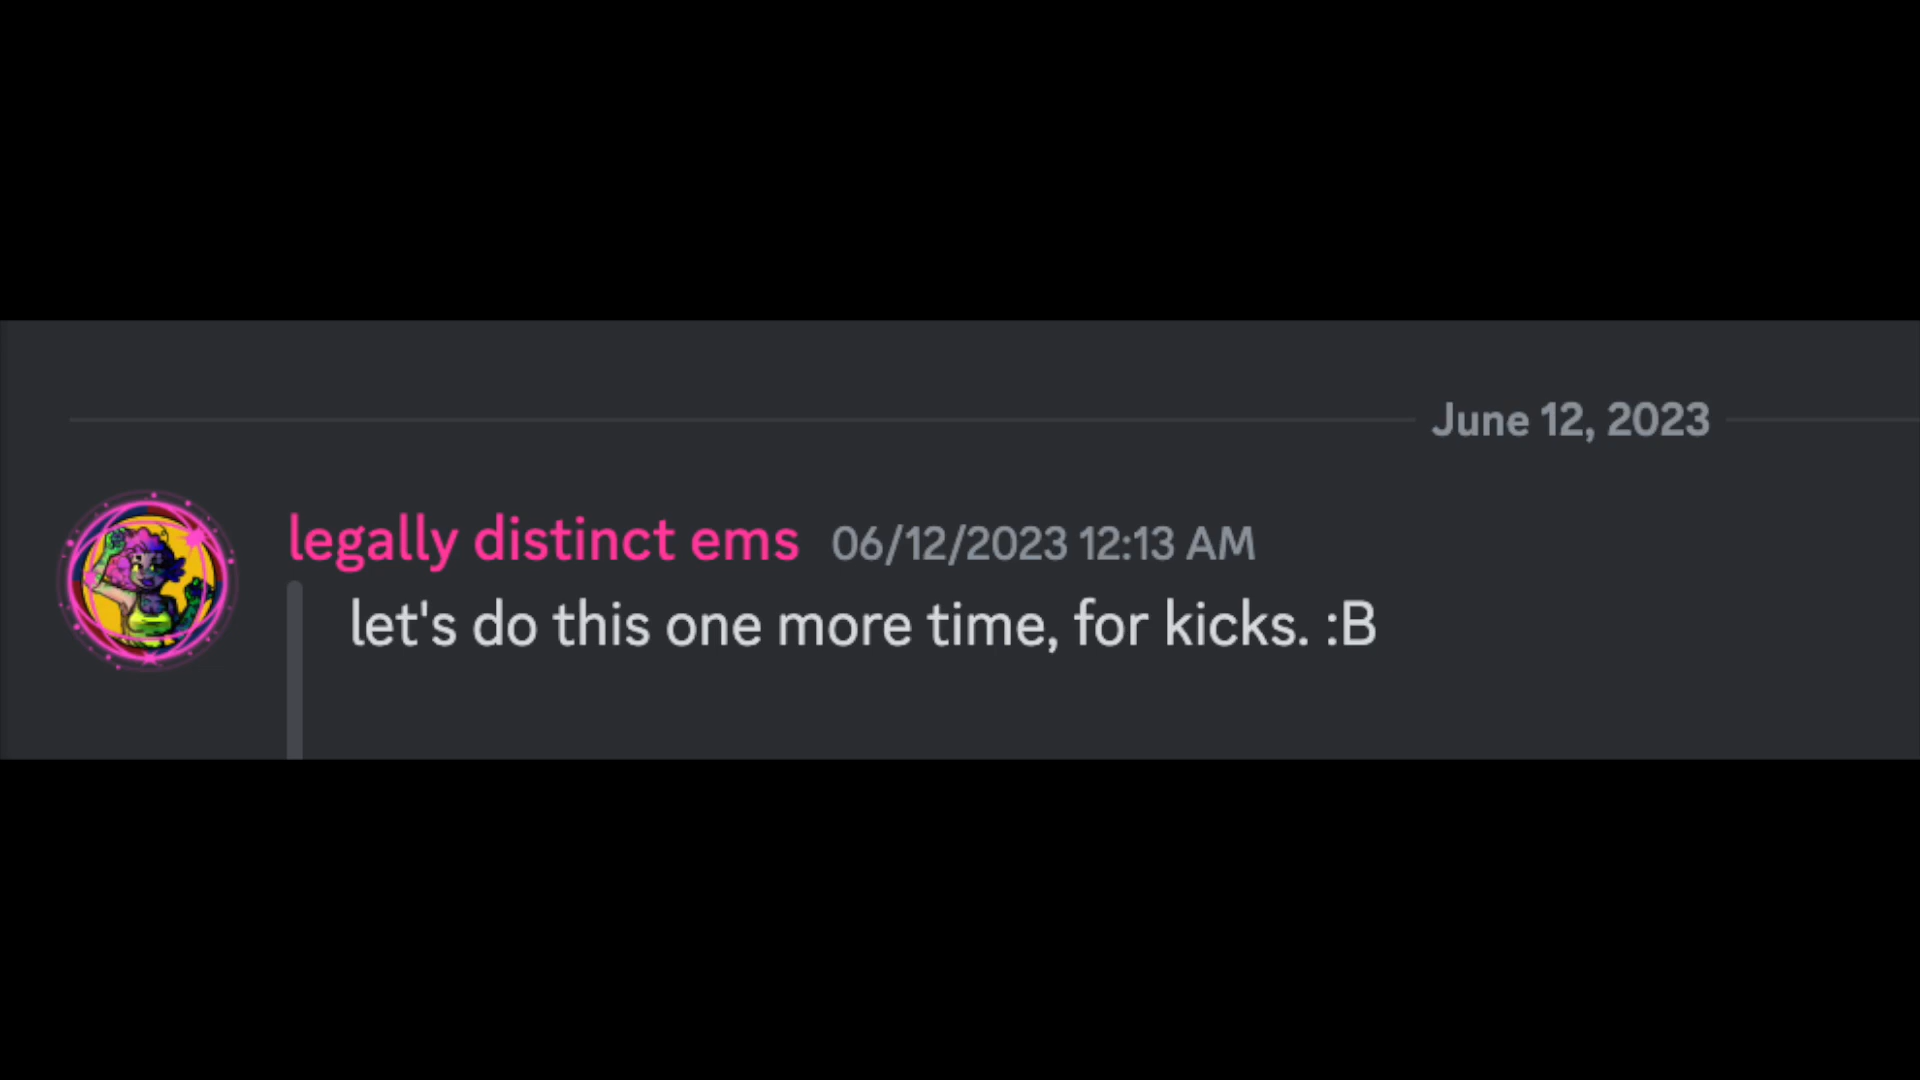 June 12, 2023
legally distinct ems 06/12/2023 12:13 AM
let's do this one more time, for kicks. :B